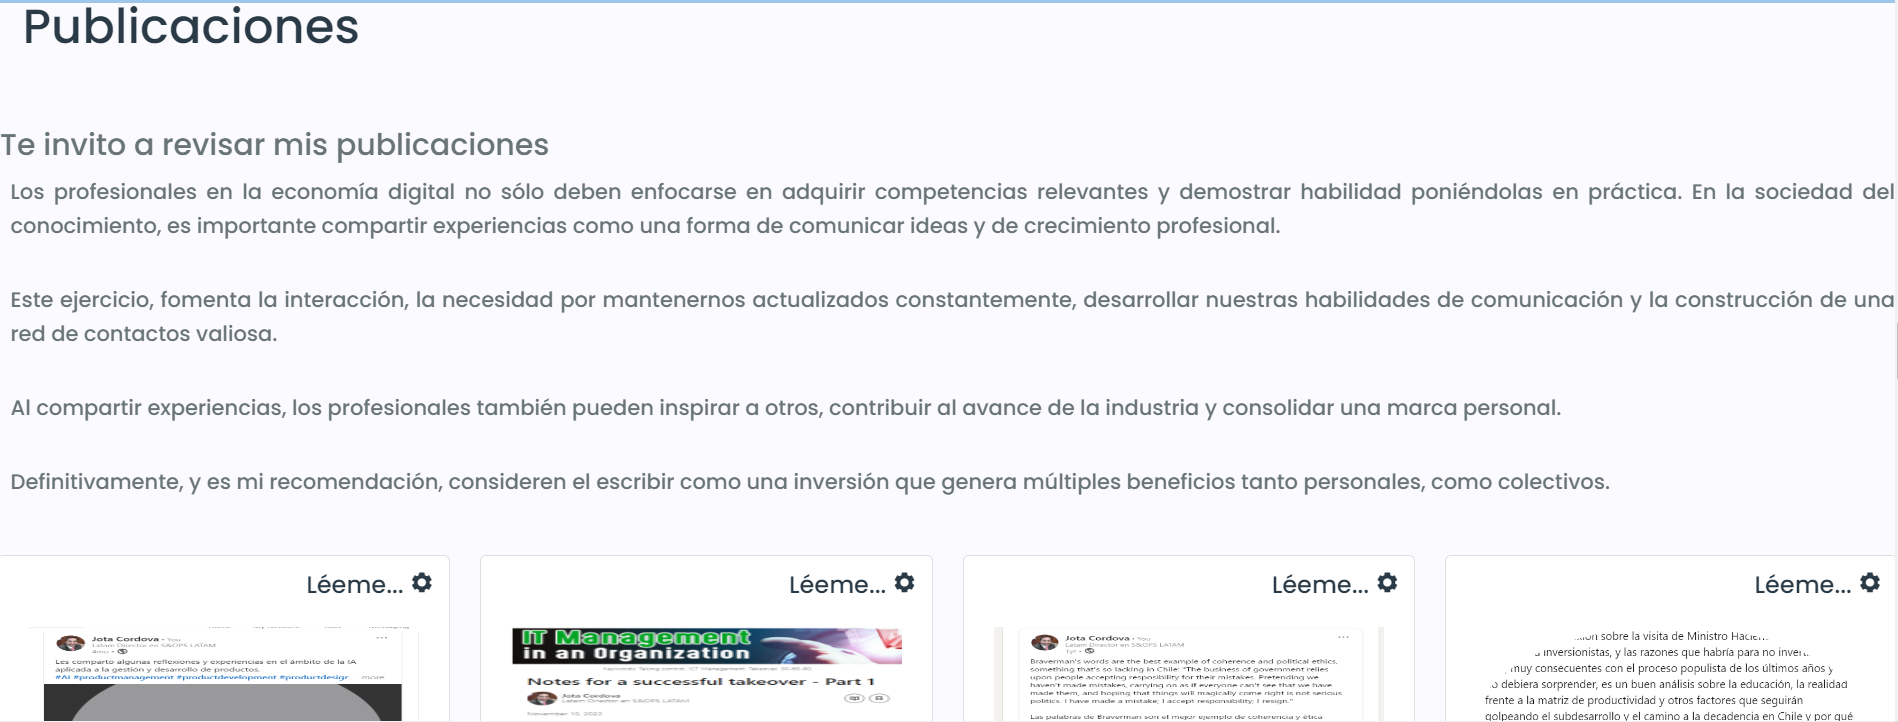 Publicaciones
Te invito a revisar mis publicaciones
Los profesionales en la economía digital no sólo deben enfocarse en adquirir competencias relevantes y demostrar habilidad poniéndolas en práctica. En la sociedad del
conocimiento, es importante compartir experiencias como una forma de comunicar ideas y de crecimiento profesional.
Este ejercicio, fomenta la interacción, la necesidad por mantenernos actualizados constantemente, desarrollar nuestras habilidades de comunicación y la construcción de una
red de contactos valiosa.
Al compartir experiencias, los profesionales también pueden inspirar a otros, contribuir al avance de la industria y consolidar una marca personal.
Definitivamente, y es mi recomendación, consideren el escribir como una inversión que genera múltiples beneficios tanto personales, como colectivos.
Léeme...
Jota Cordova • You
Latam Director en S&OPS LATAM
4mo •
Les comparto algunas reflexiones y experiencias en el ámbito de la IA
aplicada a la gestión y desarrollo de productos.
#AI #productmanagement #productdevelopment #productdesign ...more
Léeme...
IT Management
in an Organization
Keywords: Taking control, ICT Management, Takeover
Notes for a successful takeover - Part 1
Jota Cordova
Latam Director en S&OPS LATAM
November 10, 2022
Léeme...
Jota Cordova • You
Latam Director en S&OPS LATAM
1yr •
Braverman's words are the best example of coherence and political ethics,
something that's so lacking in Chile: "The business of government relies
upon people accepting resposibility for their mistakes. Pretending we
haven't made mistakes, carrying on as if everyone can't see that we have
made them, and hoping that things will magically come right is not serious
politics. I have made a mistake; I accept responsibility; I resign."
Las palabras de Braverman son el mejor ejemplo de coherencia y ética
Léeme...
sobre la visita de Ministro
inversionistas, y las razones que habría para no
muy consecuentes con el proceso populista de los últimos años y
debiera sorprender, es un buen análisis sobre la educación, la realidad
frente a la matriz de productividad y otros factores que seguirán
golpeando el subdesarrollo y el camino a la decadencia en Chile y por qué